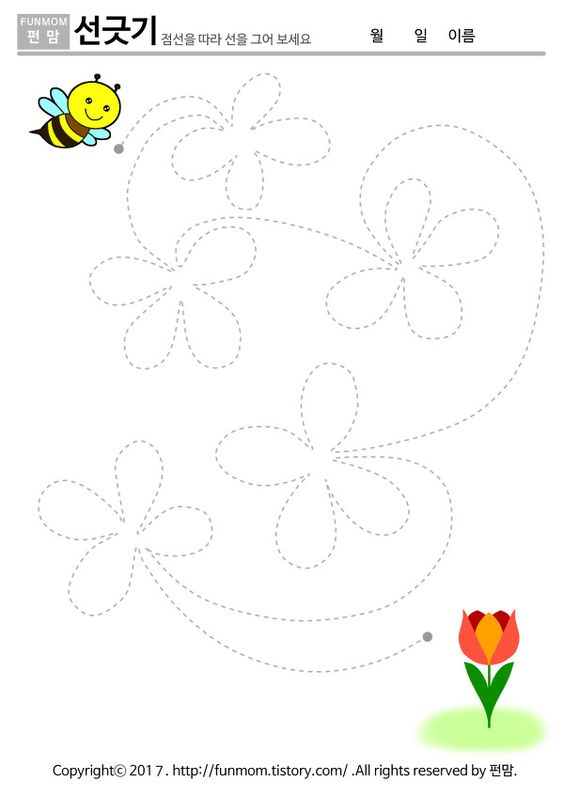 FUNMOM
펀 맘
선긋기 점선을 따라 선을 그어 보세요 월 일 이름
Copyrightⓒ 2017. http://funmom.tistory.com/ .All rights reserved by 펀맘.